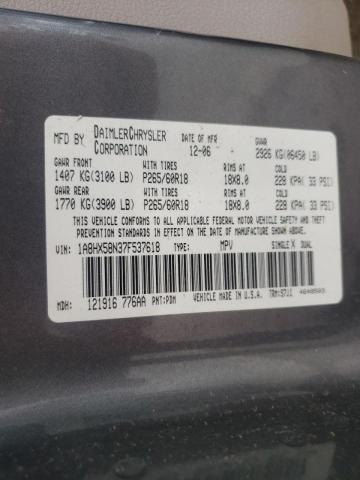 MFD BY DAIMLERCHRYSLER CORPORATION DATE OF MFR 12-06 GVWR 2926 KG(06450 LB)
GAWR FRONT WITH TIRES RIMS AT COLD
1407 KG(3100 LB) P265/60R18 18X8.0 228 KPA( 33 PSI)
GAWR REAR WITH TIRES RIMS AT COLD
1770 KG(3900 LB) P265/60R18 18X8.0 228 KPA( 33 PSI)
THIS VEHICLE CONFORMS TO ALL APPLICABLE FEDERAL MOTOR VEHICLE SAFETY AND THEFT
PREVENTION STANDARDS IN EFFECT ON THE DATE OF MANUFACTURE SHOWN ABOVE.
VIN: 1A8HX58N37F537618 TYPE: MPV SINGLE X DUAL
MDH: 121916 776AA PNT:PDM VEHICLE MADE IN U.S.A. TRM:S7J1